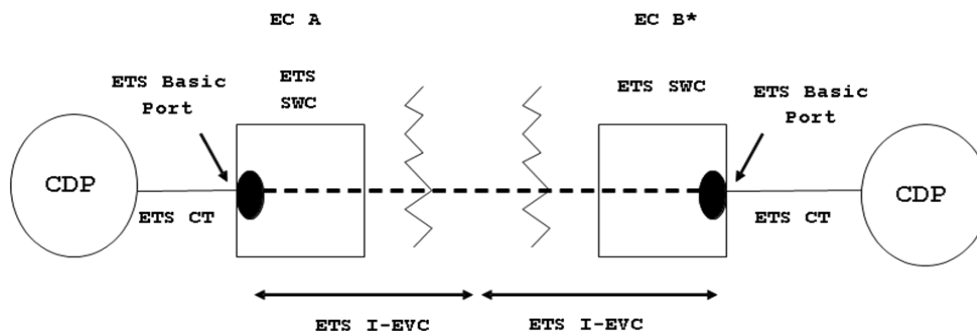 EC A
EC B*
ETS Basic
Port
ETS
SWC
ETS SWC
ETS Basic
Port
CDP
ETS CT
ETS CT
CDP
ETS I-EVC
ETS I-EVC